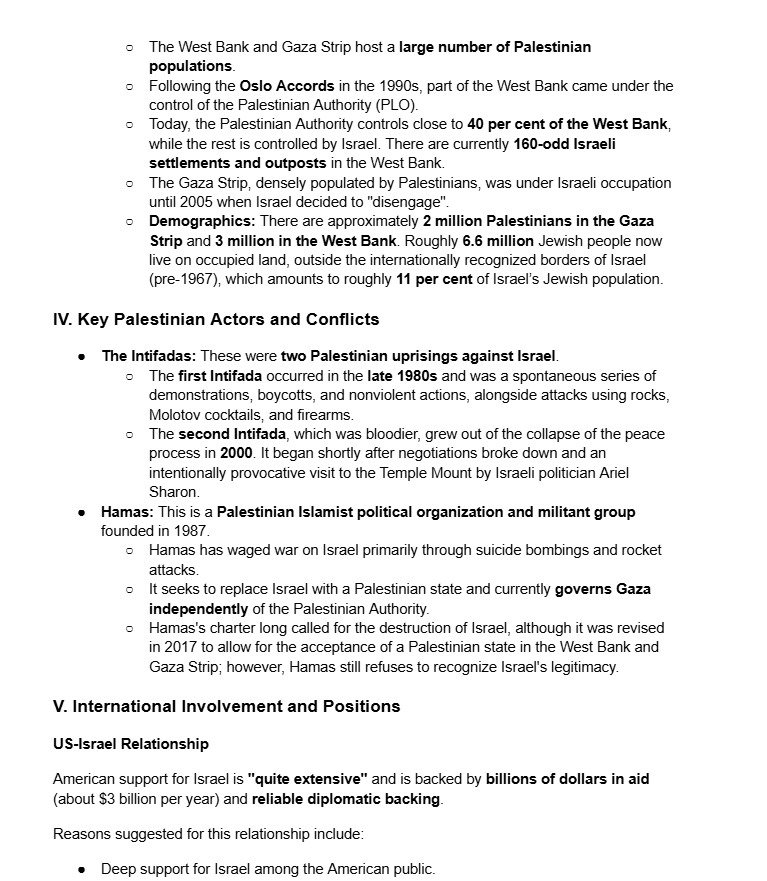 ○ The West Bank and Gaza Strip host a large number of Palestinian
populations.
○ Following the Oslo Accords in the 1990s, part of the West Bank came under the
control of the Palestinian Authority (PLO).
○ Today, the Palestinian Authority controls close to 40 per cent of the West Bank,
while the rest is controlled by Israel. There are currently 160-odd Israeli
settlements and outposts in the West Bank.
○ The Gaza Strip, densely populated by Palestinians, was under Israeli occupation
until 2005 when Israel decided to "disengage".
○ Demographics: There are approximately 2 million Palestinians in the Gaza
Strip and 3 million in the West Bank. Roughly 6.6 million Jewish people now
live on occupied land, outside the internationally recognized borders of Israel
(pre-1967), which amounts to roughly 11 per cent of Israel’s Jewish population.
IV. Key Palestinian Actors and Conflicts
● The Intifadas: These were two Palestinian uprisings against Israel.
○ The first Intifada occurred in the late 1980s and was a spontaneous series of
demonstrations, boycotts, and nonviolent actions, alongside attacks using rocks,
Molotov cocktails, and firearms.
○ The second Intifada, which was bloodier, grew out of the collapse of the peace
process in 2000. It began shortly after negotiations broke down and an
intentionally provocative visit to the Temple Mount by Israeli politician Ariel
Sharon.
● Hamas: This is a Palestinian Islamist political organization and militant group
founded in 1987.
○ Hamas has waged war on Israel primarily through suicide bombings and rocket
attacks.
○ It seeks to replace Israel with a Palestinian state and currently governs Gaza
independently of the Palestinian Authority.
○ Hamas's charter long called for the destruction of Israel, although it was revised
in 2017 to allow for the acceptance of a Palestinian state in the West Bank and
Gaza Strip; however, Hamas still refuses to recognize Israel's legitimacy.
V. International Involvement and Positions
US-Israel Relationship
American support for Israel is "quite extensive" and is backed by billions of dollars in aid
(about $3 billion per year) and reliable diplomatic backing.
Reasons suggested for this relationship include:
● Deep support for Israel among the American public.